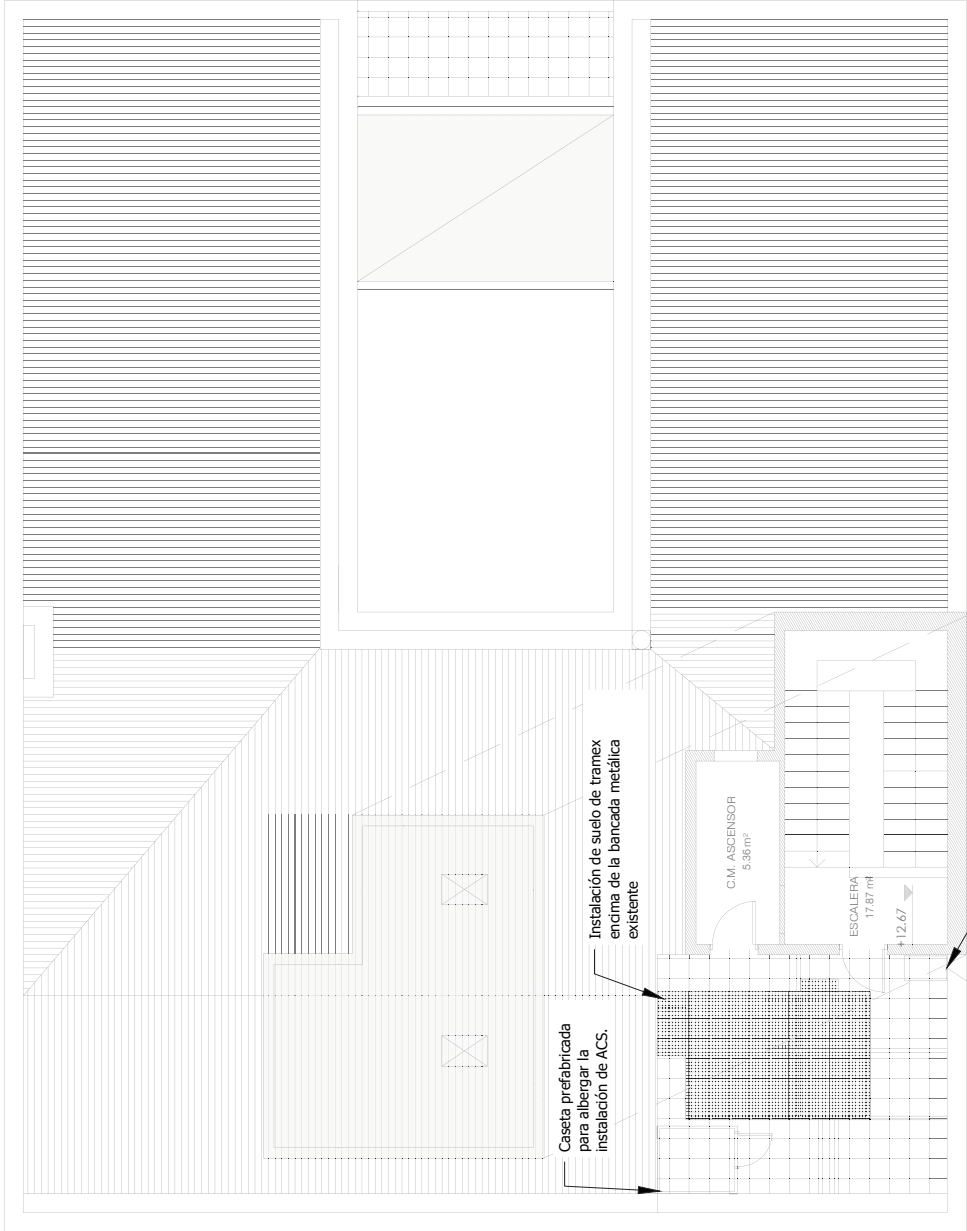 Instalación de suelo de tramex
encima de la bancada metálica
existente
Caseta prefabricada
para albergar la
instalación de ACS.
C.M. ASCENSOR
5.36 m²
ESCALERA
17.87 m²
+12.67